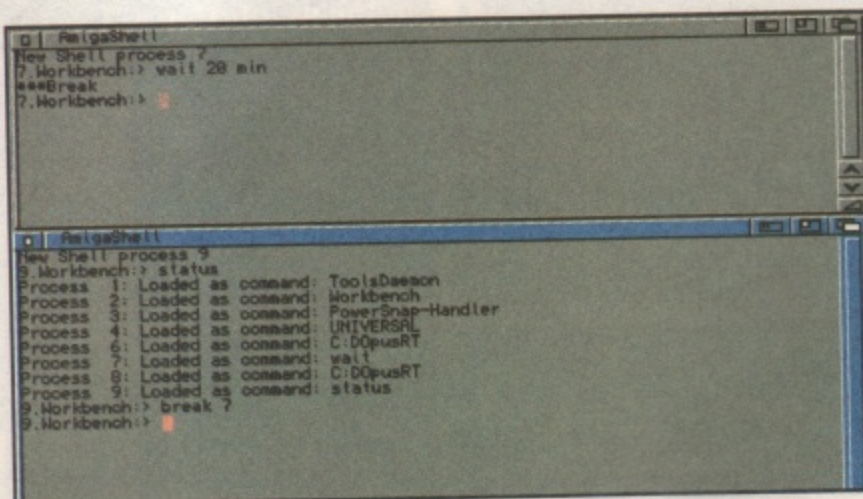 AmigaShell
New Shell process 7
7.Workbench:> wait 20 min
***Break
7.Workbench:>
AmigaShell
New Shell process 9
9.Workbench:> status
Process 1: Loaded as command: ToolsDaemon
Process 2: Loaded as command: Workbench
Process 3: Loaded as command: PowerSnap-Handler
Process 4: Loaded as command: UNIVERSAL
Process 6: Loaded as command: C:DOpusRT
Process 7: Loaded as command: wait
Process 8: Loaded as command: C:DOpusRT
Process 9: Loaded as command: status
9.Workbench:> break 7
9.Workbench:>